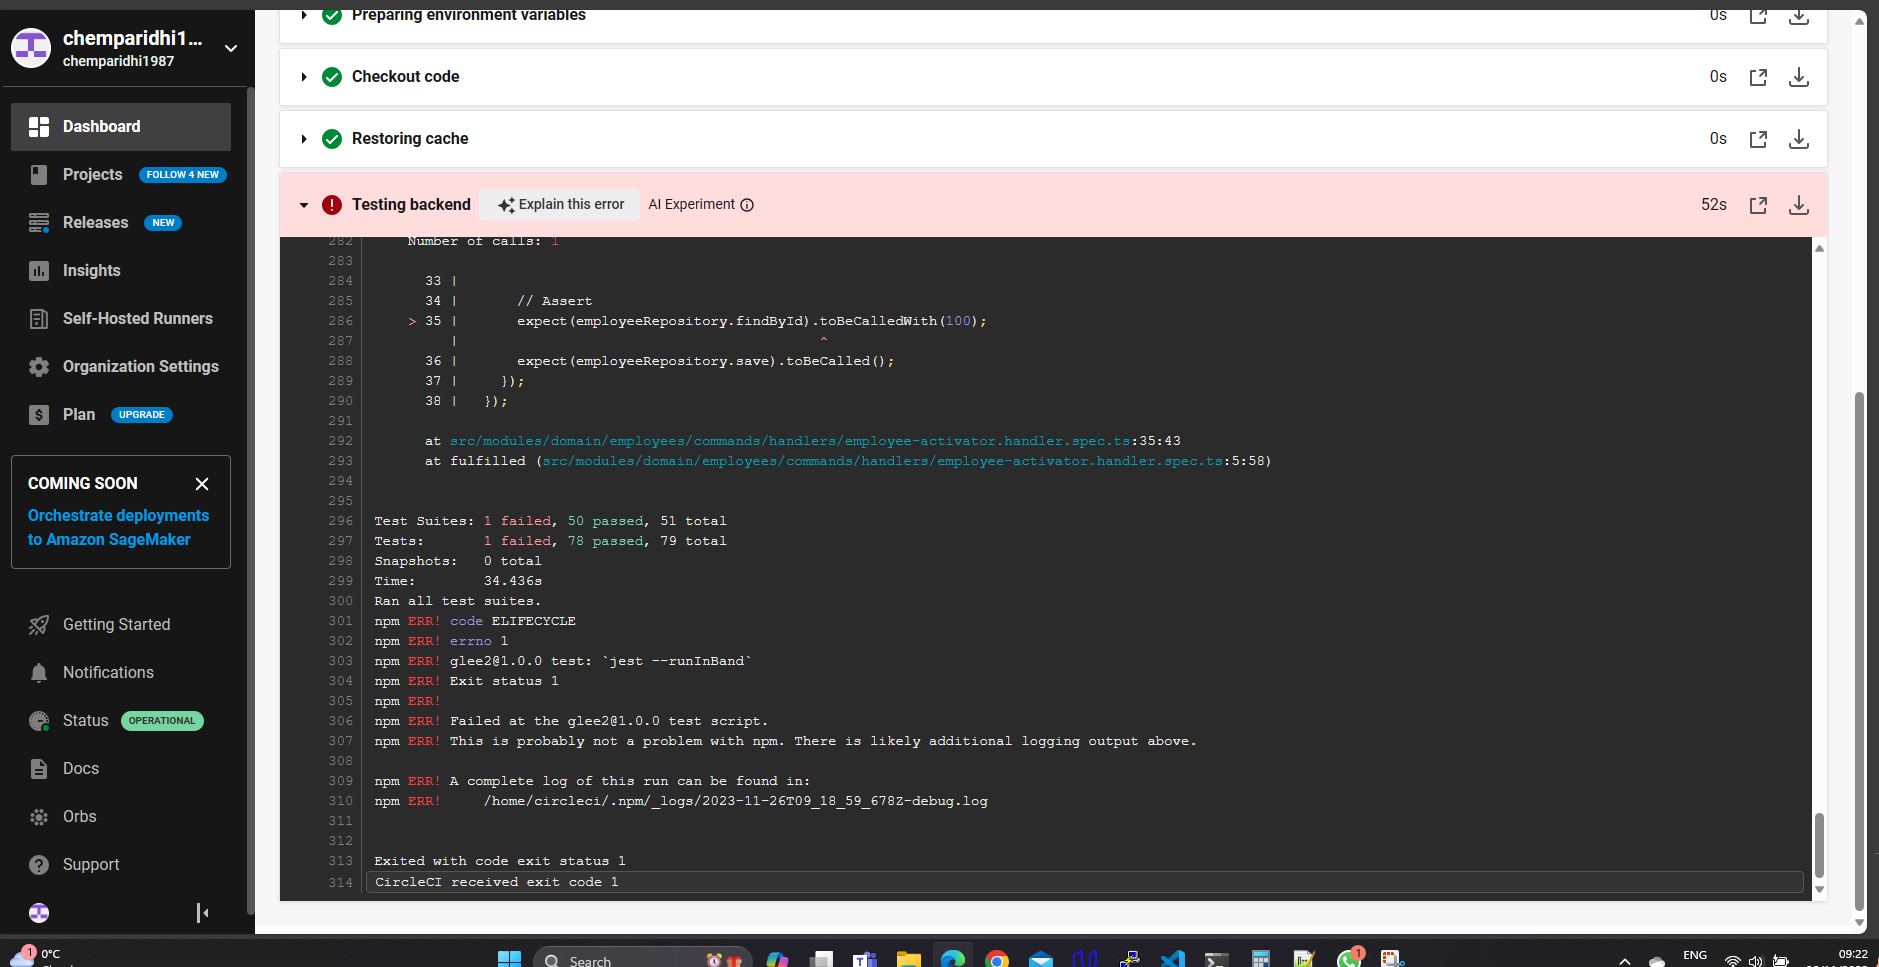 chemparidhi1...
chemparidhi1987
Dashboard
Projects FOLLOW 4 NEW
Releases NEW
Insights
Self-Hosted Runners
Organization Settings
Plan UPGRADE
COMING SOON
Orchestrate deployments
to Amazon SageMaker
Getting Started
Notifications
Status OPERATIONAL
Docs
Orbs
Support
Preparing environment variables 0s
Checkout code 0s
Restoring cache 0s
Testing backend Explain this error AI Experiment 52s
282 Number of calls: 1
283
284 33 |
285 34 | // Assert
286 > 35 | expect(employeeRepository.findById).toBeCalledWith(100);
287 | ^
288 36 | expect(employeeRepository.save).toBeCalled();
289 37 | });
290 38 | });
291
292 at src/modules/domain/employees/commands/handlers/employee-activator.handler.spec.ts:35:43
293 at fulfilled (src/modules/domain/employees/commands/handlers/employee-activator.handler.spec.ts:5:58)
294
295
296 Test Suites: 1 failed, 50 passed, 51 total
297 Tests: 1 failed, 78 passed, 79 total
298 Snapshots: 0 total
299 Time: 34.436s
300 Ran all test suites.
301 npm ERR! code ELIFECYCLE
302 npm ERR! errno 1
303 npm ERR! glee2@1.0.0 test: `jest --runInBand`
304 npm ERR! Exit status 1
305 npm ERR!
306 npm ERR! Failed at the glee2@1.0.0 test script.
307 npm ERR! This is probably not a problem with npm. There is likely additional logging output above.
308
309 npm ERR! A complete log of this run can be found in:
310 npm ERR! /home/circleci/.npm/_logs/2023-11-26T09_18_59_678Z-debug.log
311
312
313 Exited with code exit status 1
314 CircleCI received exit code 1
1 0°C
Search
1
ENG
09:22